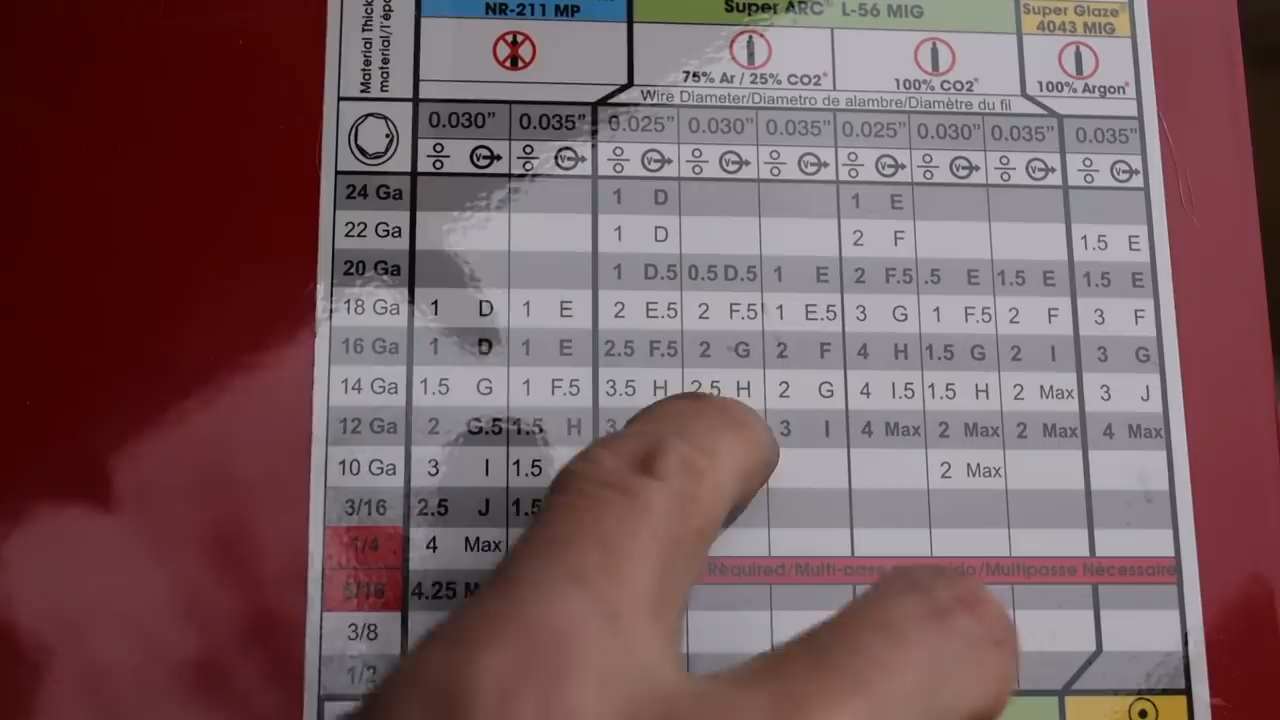 NR-211 MP Super ARC® L-56 MIG Super Glaze 4043 MIG
75% Ar / 25% CO2* 100% CO2* 100% Argon*
Wire Diameter/Diametro de alambre/Diamètre du fil
0.030” 0.035” 0.025” 0.030” 0.035” 0.025” 0.030” 0.035” 0.035”
24 Ga 1 D 1 E
22 Ga 1 D 2 F 1.5 E
20 Ga 1 D.5 0.5 D.5 1 E 2 F.5 .5 E 1.5 E 1.5 E
18 Ga 1 D 1 E 2 E.5 2 F.5 1 E.5 3 G 1 F.5 2 F 3 F
16 Ga 1 D 1 E 2.5 F.5 2 G 2 F 4 H 1.5 G 2 I 3 G
14 Ga 1.5 G 1 F.5 3.5 H 2.5 H 2 G 4 I.5 1.5 H 2 Max 3 J
12 Ga 2 G.5 1.5 H 3 I 4 Max 2 Max 2 Max 4 Max
10 Ga 3 I 1.5 2 Max
3/16 2.5 J 1.5
1/4 4 Max
Required/Multi-pase /Multipasse Nécessaire
5/16 4.25
3/8
1/2
Material Thick
material/l'épa